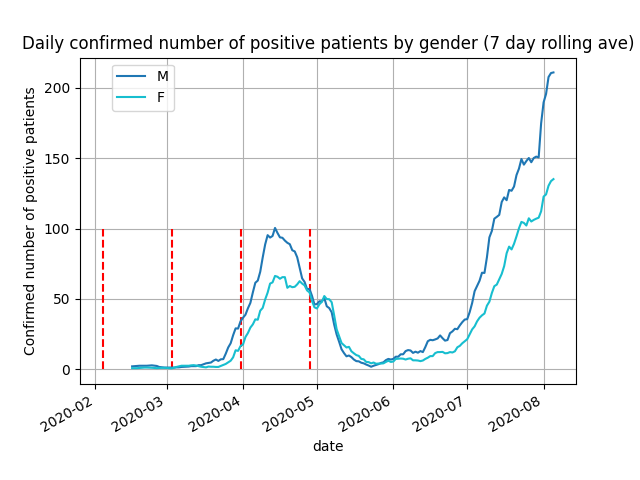 Daily confirmed number of positive patients by gender (7 day rolling ave)
M
F
Confirmed number of positive patients
200
150
100
50
0
2020-02
2020-03
2020-04
2020-05
2020-06
2020-07
2020-08
date